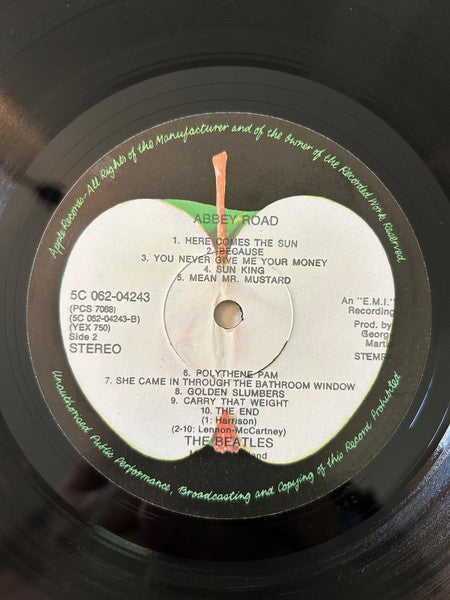 Apple Records-All Rights of the Manufacturer and of the Owner of the Recorded Work Reserved
ABBEY ROAD
1. HERE COMES THE SUN
2. BECAUSE
3. YOU NEVER GIVE ME YOUR MONEY
4. SUN KING
5. MEAN MR. MUSTARD
5C 062-04243
(PCS 7088)
(5C 062-04243-B)
(YEX 750)
Side 2
STEREO
An "E.M.I."
Recording
Prod. by
George
Marti
STEMR
6. POLYTHENE PAM
7. SHE CAME IN THROUGH THE BATHROOM WINDOW
8. GOLDEN SLUMBERS
9. CARRY THAT WEIGHT
10. THE END
(1: Harrison)
(2-10: Lennon-McCartney)
THE BEATLES
Unauthorised Public Performance, Broadcasting and Copying of this Record Prohibited